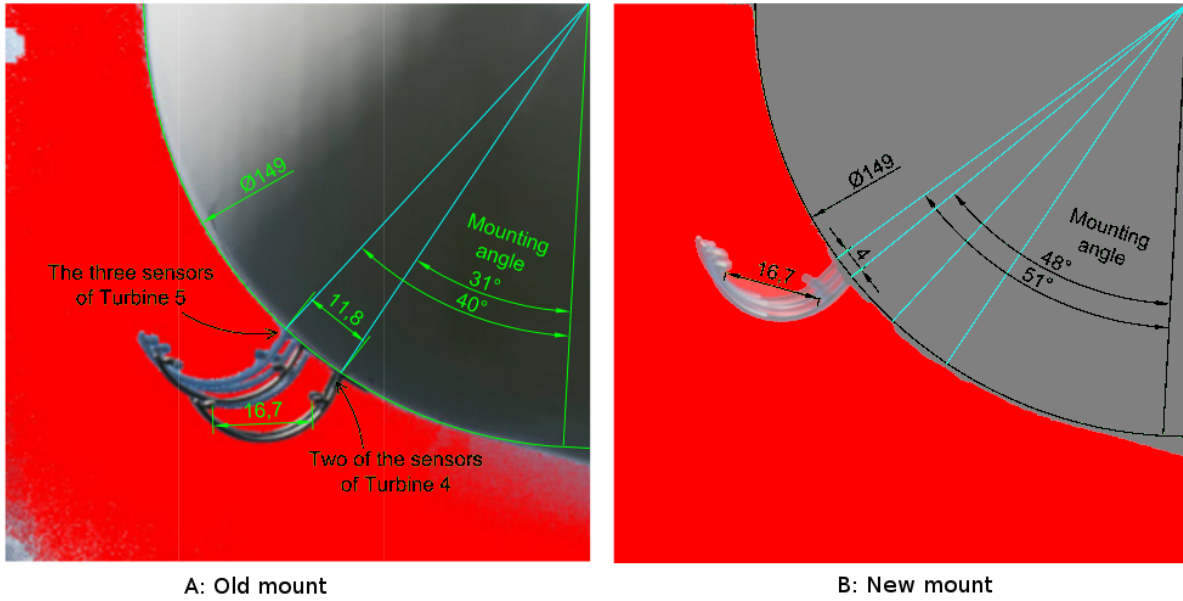 Ø149
Mounting
angle
31°
40°
11,8
The three sensors
of Turbine 5
16,7
Two of the sensors
of Turbine 4
A: Old mount
Ø149
Mounting
angle
4
48°
51°
16,7
B: New mount